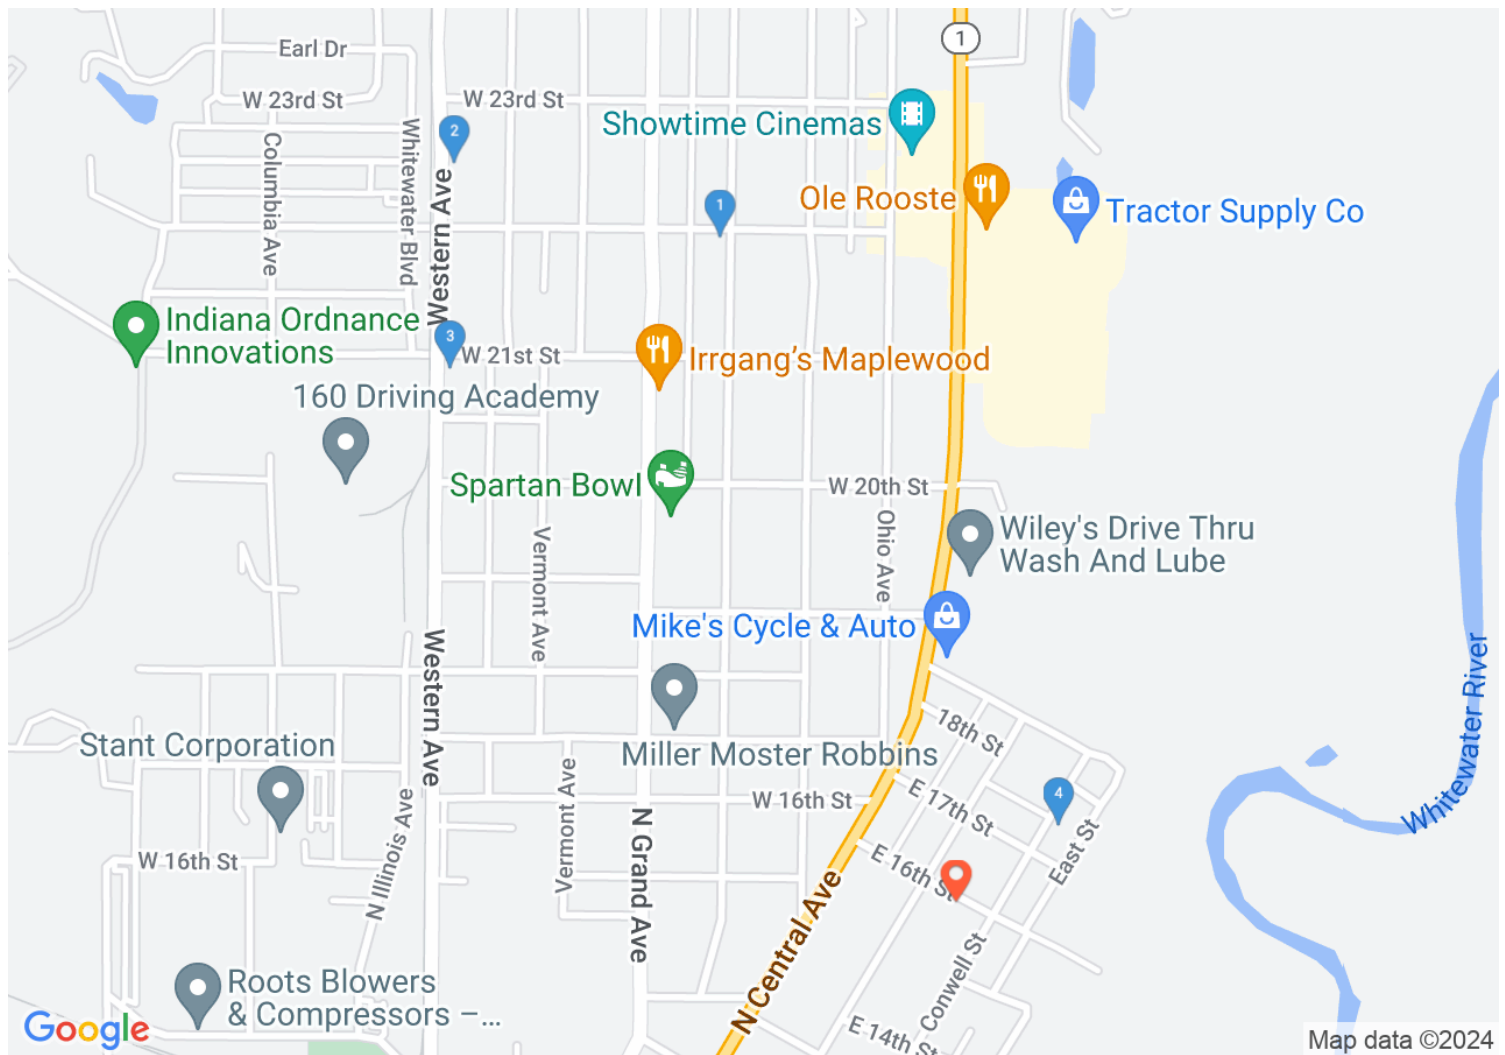 1
Earl Dr
W 23rd St
W 23rd St
2
Showtime Cinemas
Columbia Ave
Whitewater Blvd
Western Ave
Ole Rooste
1
Tractor Supply Co
Indiana Ordnance
Innovations
3
W 21st St
Irrgang's Maplewood
160 Driving Academy
Spartan Bowl
W 20th St
Ohio Ave
Wiley's Drive Thru
Wash And Lube
Vermont Ave
Mike's Cycle & Auto
Western Ave
Whitewater River
Stant Corporation
Miller Moster Robbins
18th St
Vermont Ave
W 16th St
E 17th St
4
N Illinois Ave
W 16th St
N Grand Ave
E 16th St
East St
N Central Ave
Conwell St
Roots Blowers
& Compressors –...
E 14th St
Google
Map data ©2024